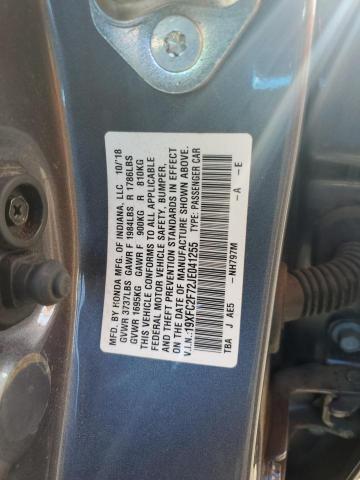 MFD. BY HONDA MFG. OF INDIANA, LLC 10/'18
GVWR 3737LBS GAWR F 1984LBS R 1786LBS
GVWR 1695KG GAWR F 900KG R 810KG
THIS VEHICLE CONFORMS TO ALL APPLICABLE
FEDERAL MOTOR VEHICLE SAFETY, BUMPER,
AND THEFT PREVENTION STANDARDS IN EFFECT
ON THE DATE OF MANUFACTURE SHOWN ABOVE.
V.I.N.: 19XFC2F72JE041255 TYPE: PASSENGER CAR
NH797M -A -E
TBA J AE5